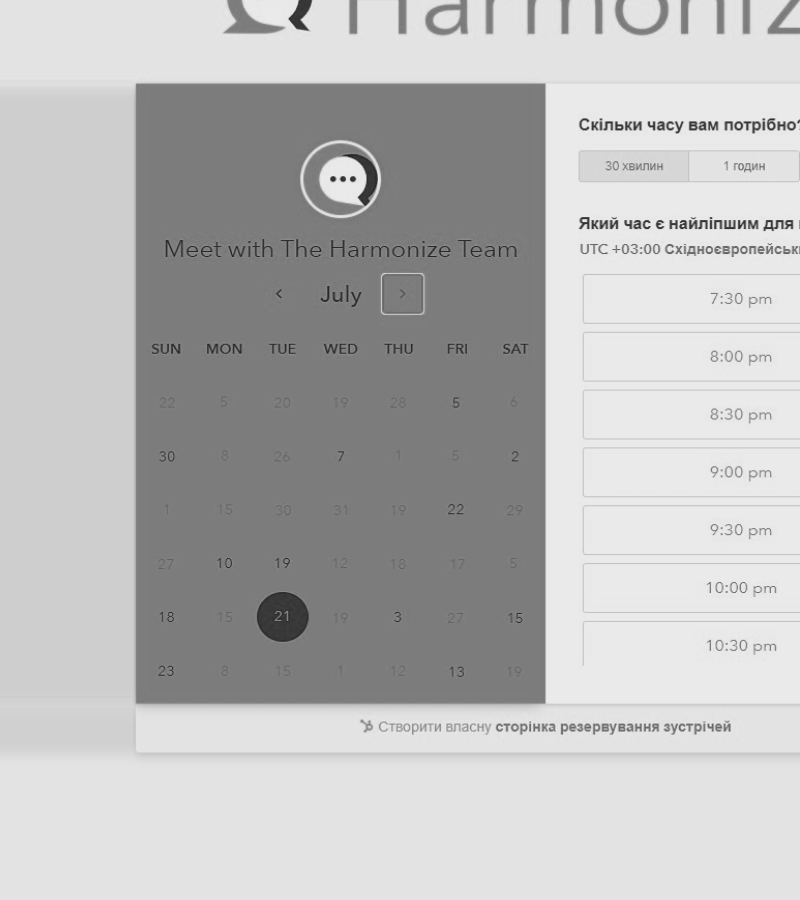 Harmoniz
Meet with The Harmonize Team
July
SUN MON TUE WED THU FRI SAT
22 5 20 19 28 5 6
30 8 26 7 1 5 2
1 15 30 31 19 22 29
27 10 19 12 18 17 5
18 15 21 19 3 27 15
23 8 15 1 12 13 19
Скільки часу вам потрібно?
30 хвилин 1 годин
Який час є найліпшим для
UTC +03:00 Східноєвропейськ
7:30 pm
8:00 pm
8:30 pm
9:00 pm
9:30 pm
10:00 pm
10:30 pm
Створити власну сторінка резервування зустрічей